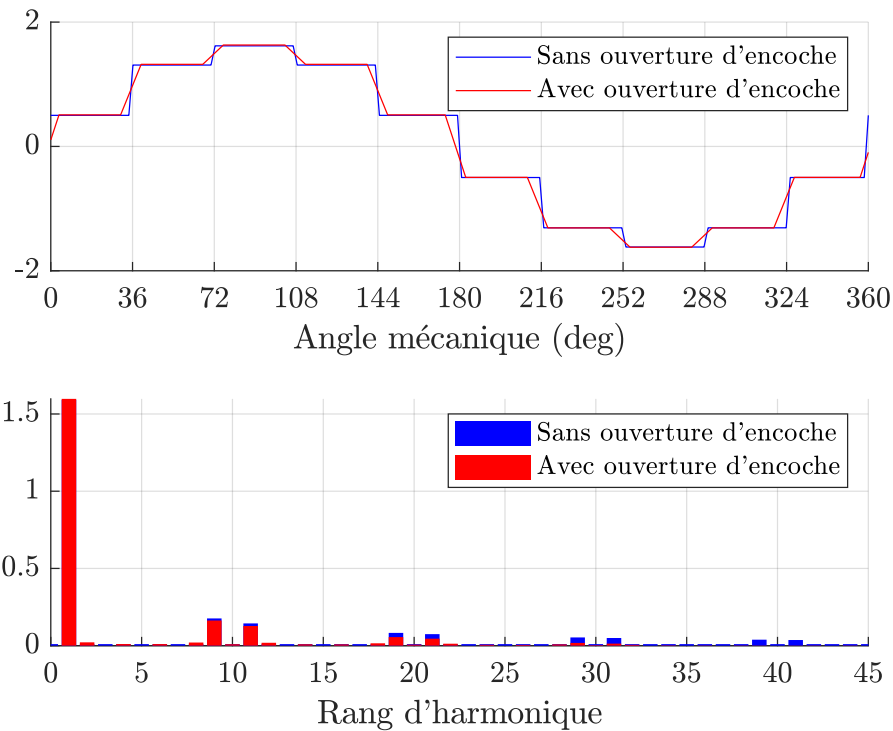 2
Sans ouverture d'encoche
Avec ouverture d'encoche
0
-2
0 36 72 108 144 180 216 252 288 324 360
Angle mécanique (deg)
1.5
Sans ouverture d'encoche
Avec ouverture d'encoche
1
0.5
0
0 5 10 15 20 25 30 35 40 45
Rang d'harmonique